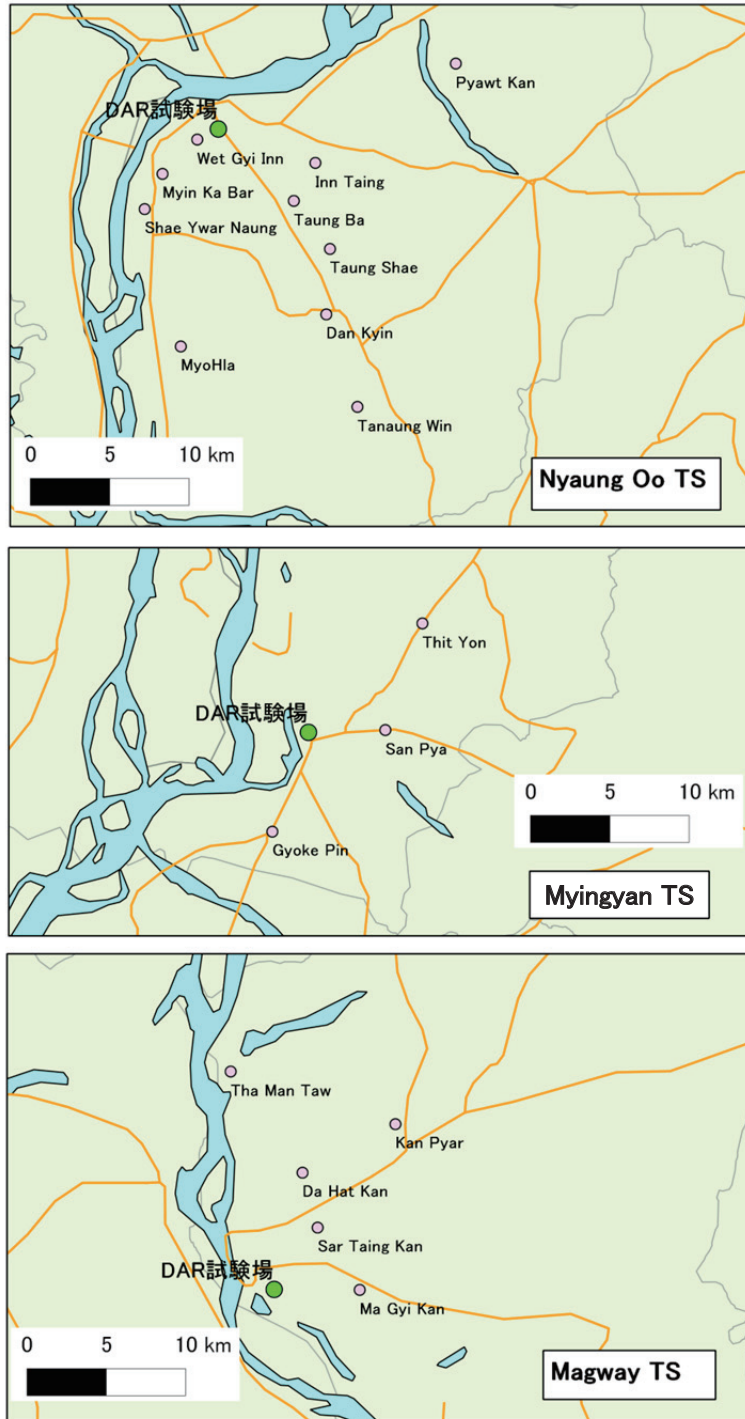 Pyawt Kan
DAR試験場
Wet Gyi Inn
Inn Taing
Myin Ka Bar
Taung Ba
Shae Ywar Naung
Taung Shae
Dan Kyin
MyoHla
Tanaung Win
0 5 10 km
Nyaung Oo TS
Thit Yon
DAR試験場
San Pya
0 5 10 km
Gyoke Pin
Myingyan TS
Tha Man Taw
Kan Pyar
Da Hat Kan
Sar Taing Kan
DAR試験場
Ma Gyi Kan
0 5 10 km
Magway TS